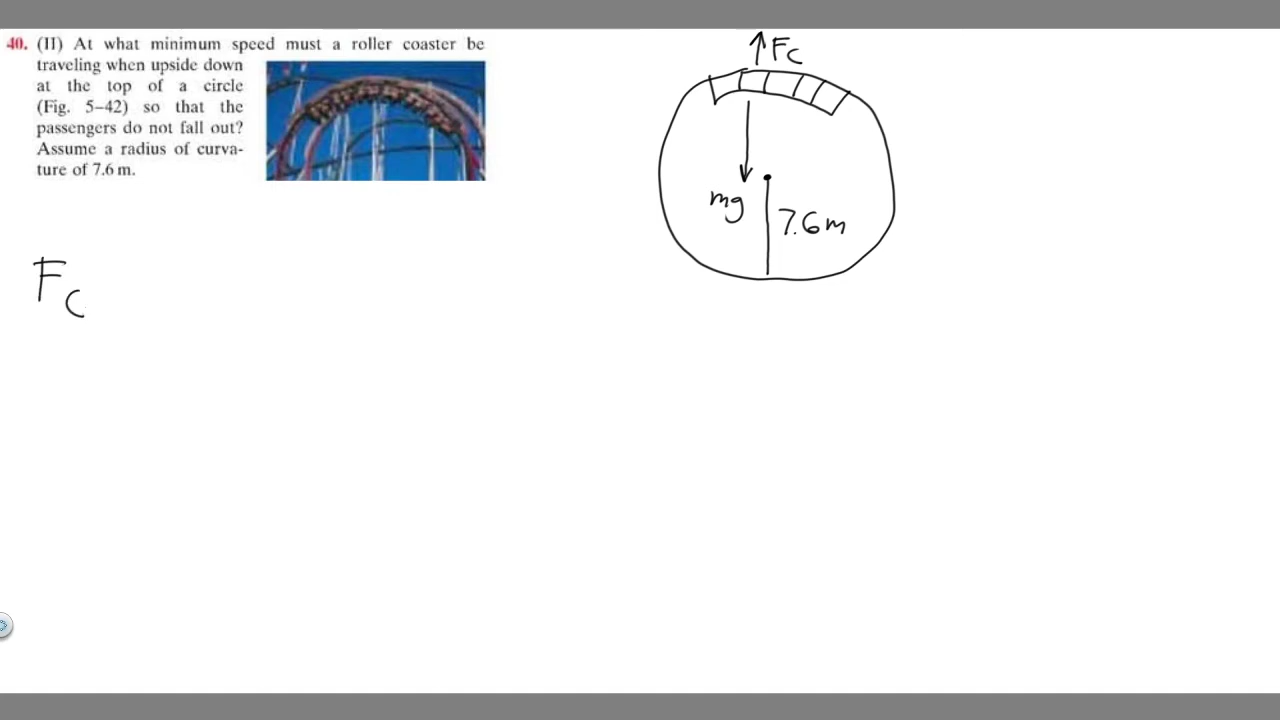 40. (II) At what minimum speed must a roller coaster be
traveling when upside down
at the top of a circle
(Fig. 5–42) so that the
passengers do not fall out?
Assume a radius of curva-
ture of 7.6 m.
Fc
mg
7.6m
Fc